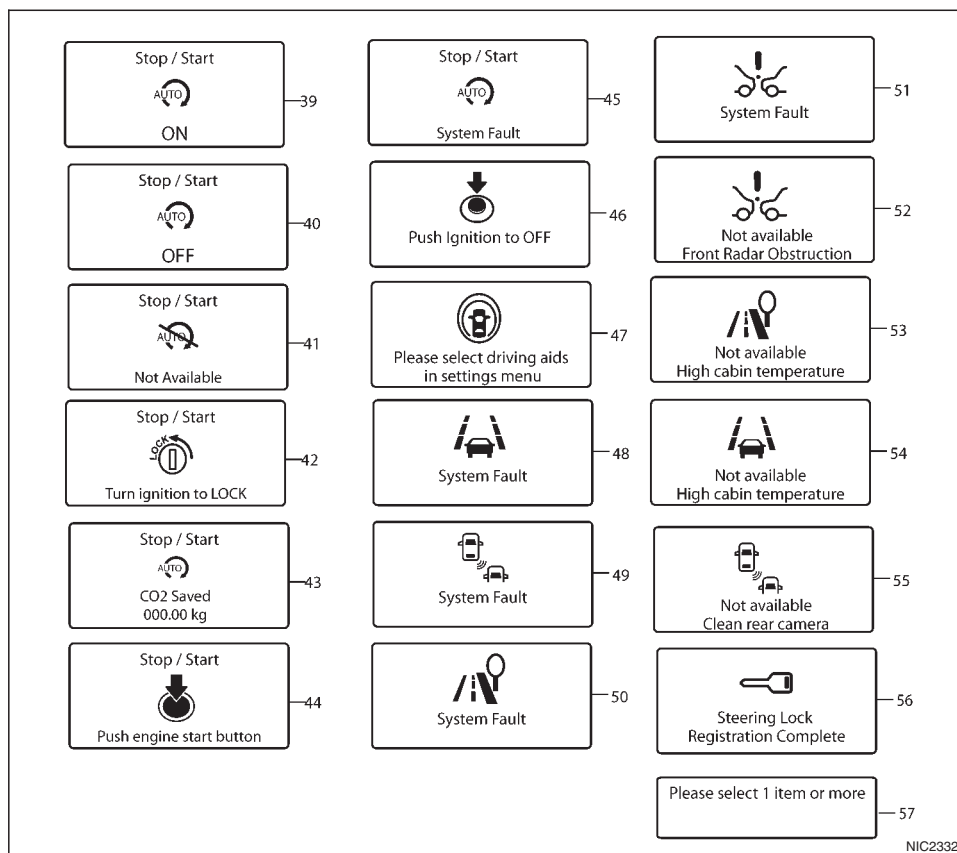 Stop / Start
AUTO
ON
39
Stop / Start
AUTO
OFF
40
Stop / Start
AUTO
Not Available
41
Stop / Start
LOCK
Turn ignition to LOCK
42
Stop / Start
AUTO
CO2 Saved
000.00 kg
43
Stop / Start
Push engine start button
44
Stop / Start
AUTO
System Fault
45
Push Ignition to OFF
46
Please select driving aids
in settings menu
47
System Fault
48
System Fault
49
System Fault
50
System Fault
51
Not available
Front Radar Obstruction
52
Not available
High cabin temperature
53
Not available
High cabin temperature
54
Not available
Clean rear camera
55
Steering Lock
Registration Complete
56
Please select 1 item or more
57
NIC2332